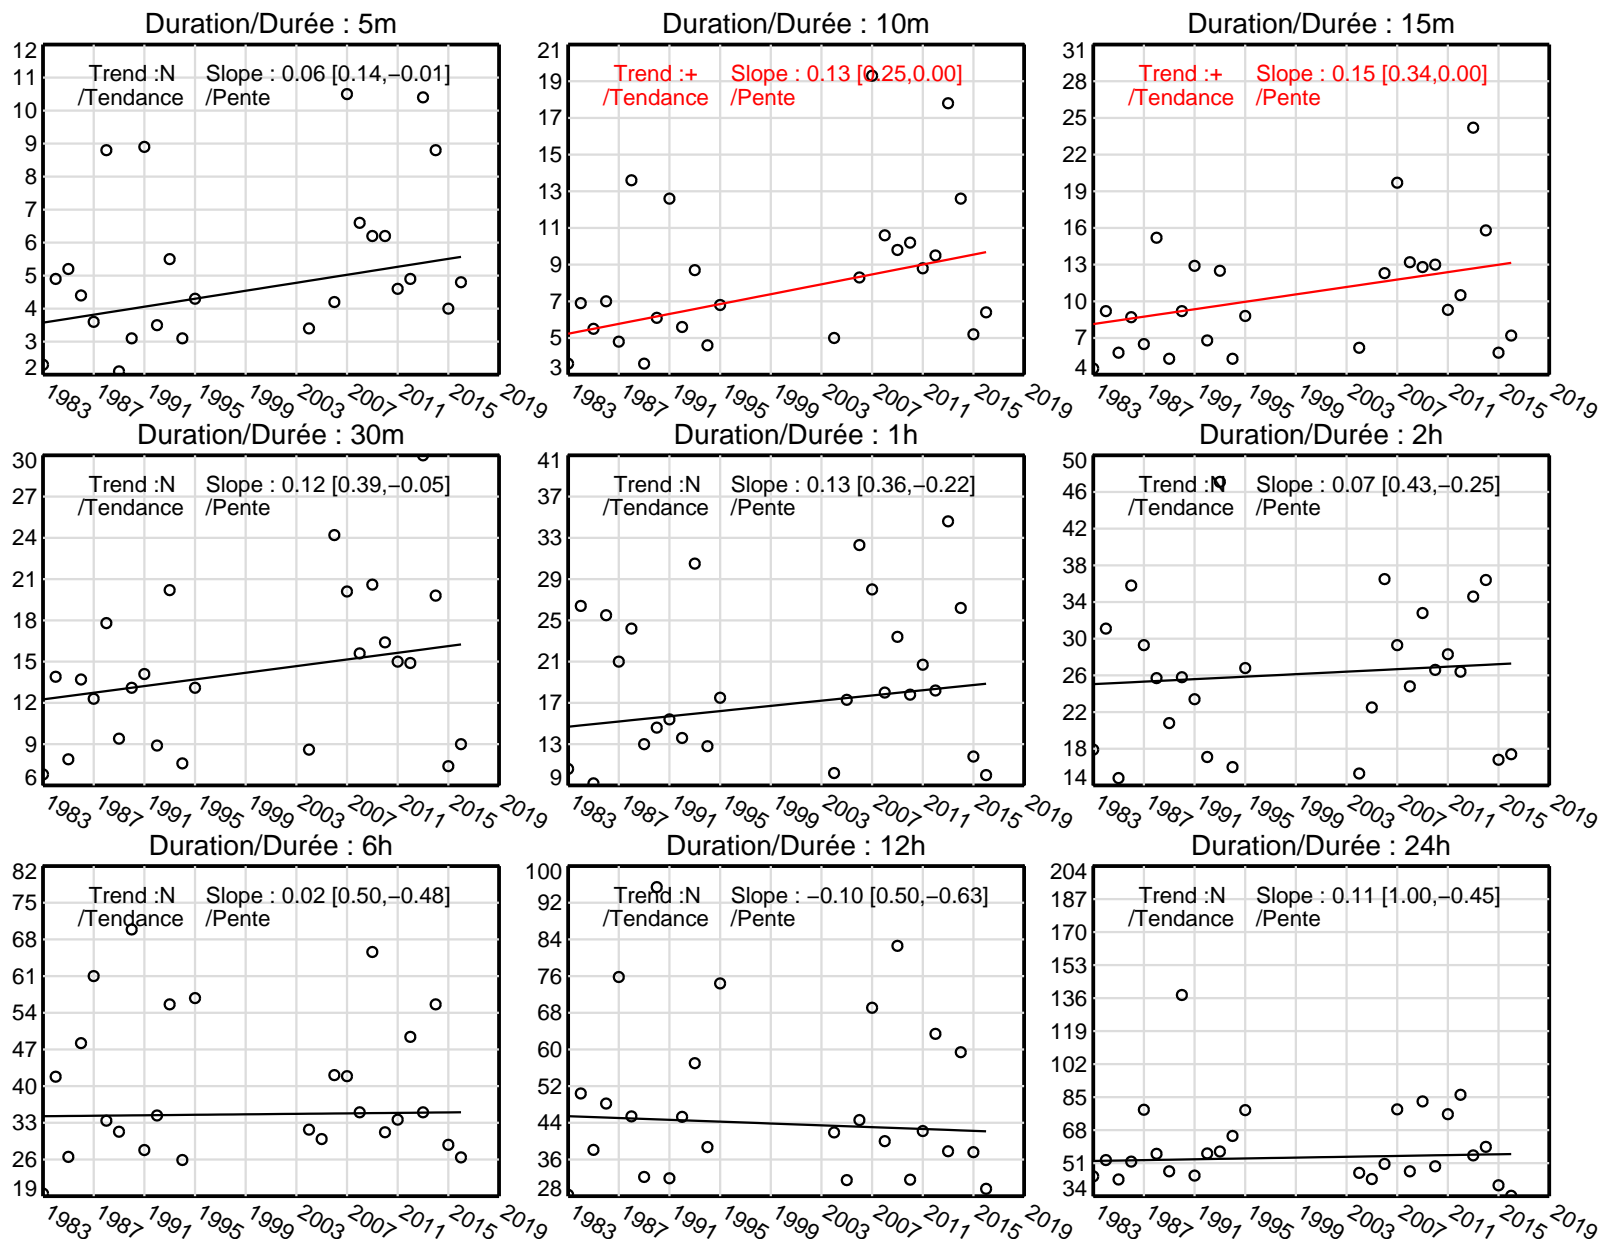 Duration/Durée : 5m
Trend :N Slope : 0.06 [0.14,−0.01]
/Tendance /Pente
12
11
10
9
8
7
6
5
4
3
2
1983 1987 1991 1995 1999 2003 2007 2011 2015 2019
Duration/Durée : 10m
Trend :+ Slope : 0.13 [0.25,0.00]
/Tendance /Pente
21
19
17
15
13
11
9
7
5
3
1983 1987 1991 1995 1999 2003 2007 2011 2015 2019
Duration/Durée : 15m
Trend :+ Slope : 0.15 [0.34,0.00]
/Tendance /Pente
31
28
25
22
19
16
13
10
7
4
1983 1987 1991 1995 1999 2003 2007 2011 2015 2019
Duration/Durée : 30m
Trend :N Slope : 0.12 [0.39,−0.05]
/Tendance /Pente
30
27
24
21
18
15
12
9
6
1983 1987 1991 1995 1999 2003 2007 2011 2015 2019
Duration/Durée : 1h
Trend :N Slope : 0.13 [0.36,−0.22]
/Tendance /Pente
41
37
33
29
25
21
17
13
9
1983 1987 1991 1995 1999 2003 2007 2011 2015 2019
Duration/Durée : 2h
Trend :N Slope : 0.07 [0.43,−0.25]
/Tendance /Pente
50
46
42
38
34
30
26
22
18
14
1983 1987 1991 1995 1999 2003 2007 2011 2015 2019
Duration/Durée : 6h
Trend :N Slope : 0.02 [0.50,−0.48]
/Tendance /Pente
82
75
68
61
54
47
40
33
26
19
1983 1987 1991 1995 1999 2003 2007 2011 2015 2019
Duration/Durée : 12h
Trend :N Slope : −0.10 [0.50,−0.63]
/Tendance /Pente
100
92
84
76
68
60
52
44
36
28
1983 1987 1991 1995 1999 2003 2007 2011 2015 2019
Duration/Durée : 24h
Trend :N Slope : 0.11 [1.00,−0.45]
/Tendance /Pente
204
187
170
153
136
119
102
85
68
51
34
1983 1987 1991 1995 1999 2003 2007 2011 2015 2019